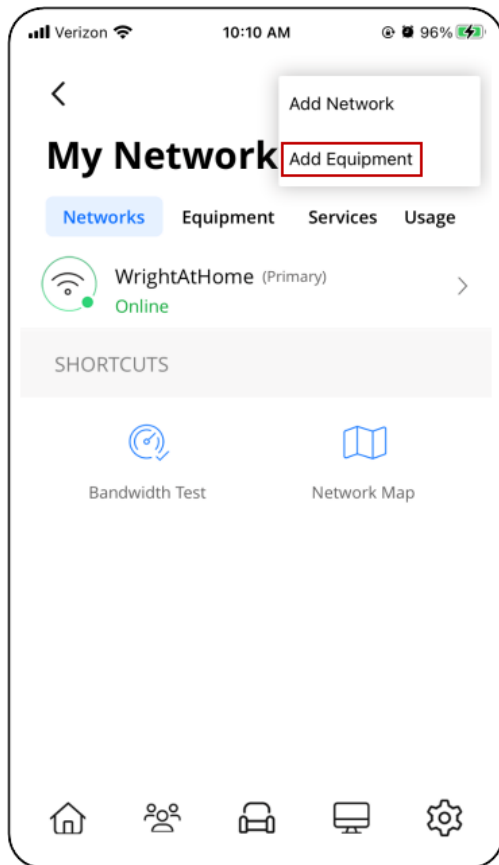 Verizon 10:10 AM 96%
Add Network
My Network
Add Equipment
Networks Equipment Services Usage
WrightAtHome (Primary)
Online
SHORTCUTS
Bandwidth Test Network Map